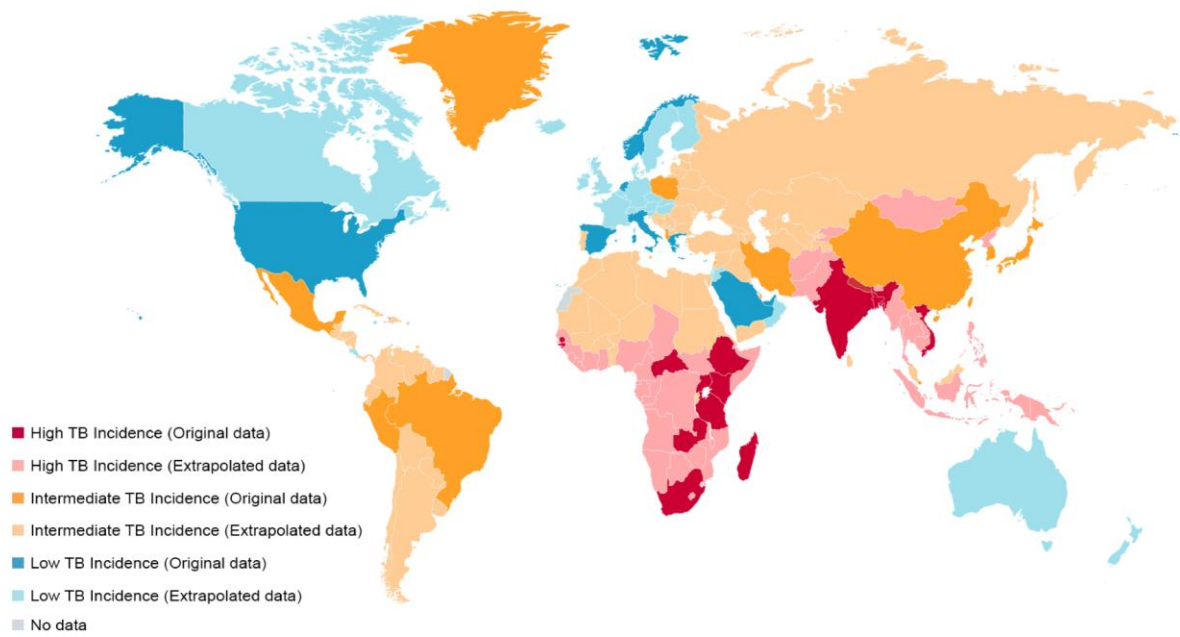 High TB Incidence (Original data)
High TB Incidence (Extrapolated data)
Intermediate TB Incidence (Original data)
Intermediate TB Incidence (Extrapolated data)
Low TB Incidence (Original data)
Low TB Incidence (Extrapolated data)
No data